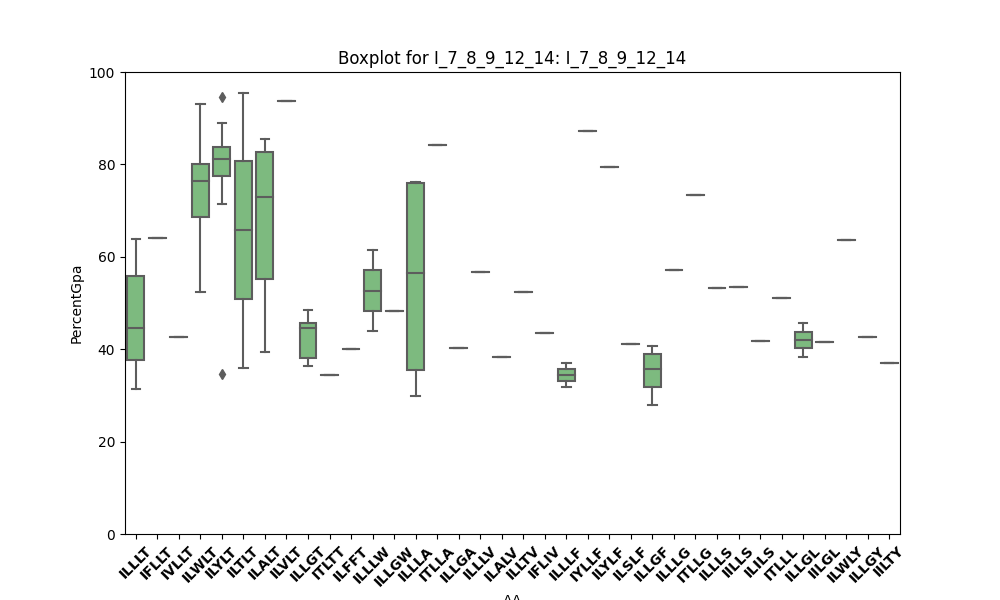 Boxplot for I_7_8_9_12_14: I_7_8_9_12_14
100
80
60
40
20
0
PercentGpa
ILLLT
IFLLT
IVLLT
ILWLT
ILYLT
ILTLT
ILALT
ILVLT
ILLGT
ITLTT
ILFFT
ILLLW
ILLGW
ILLLA
ITLLA
ILLGA
ILLLV
ILALV
ILLTV
IFLIV
ILLLF
IYLLF
ILYLF
ILSLF
ILLGF
ILLLG
ITLLG
ILLLS
IILLS
ILILS
ITLLL
ILLGL
IILGL
ILWLY
ILLGY
IILTY
AA